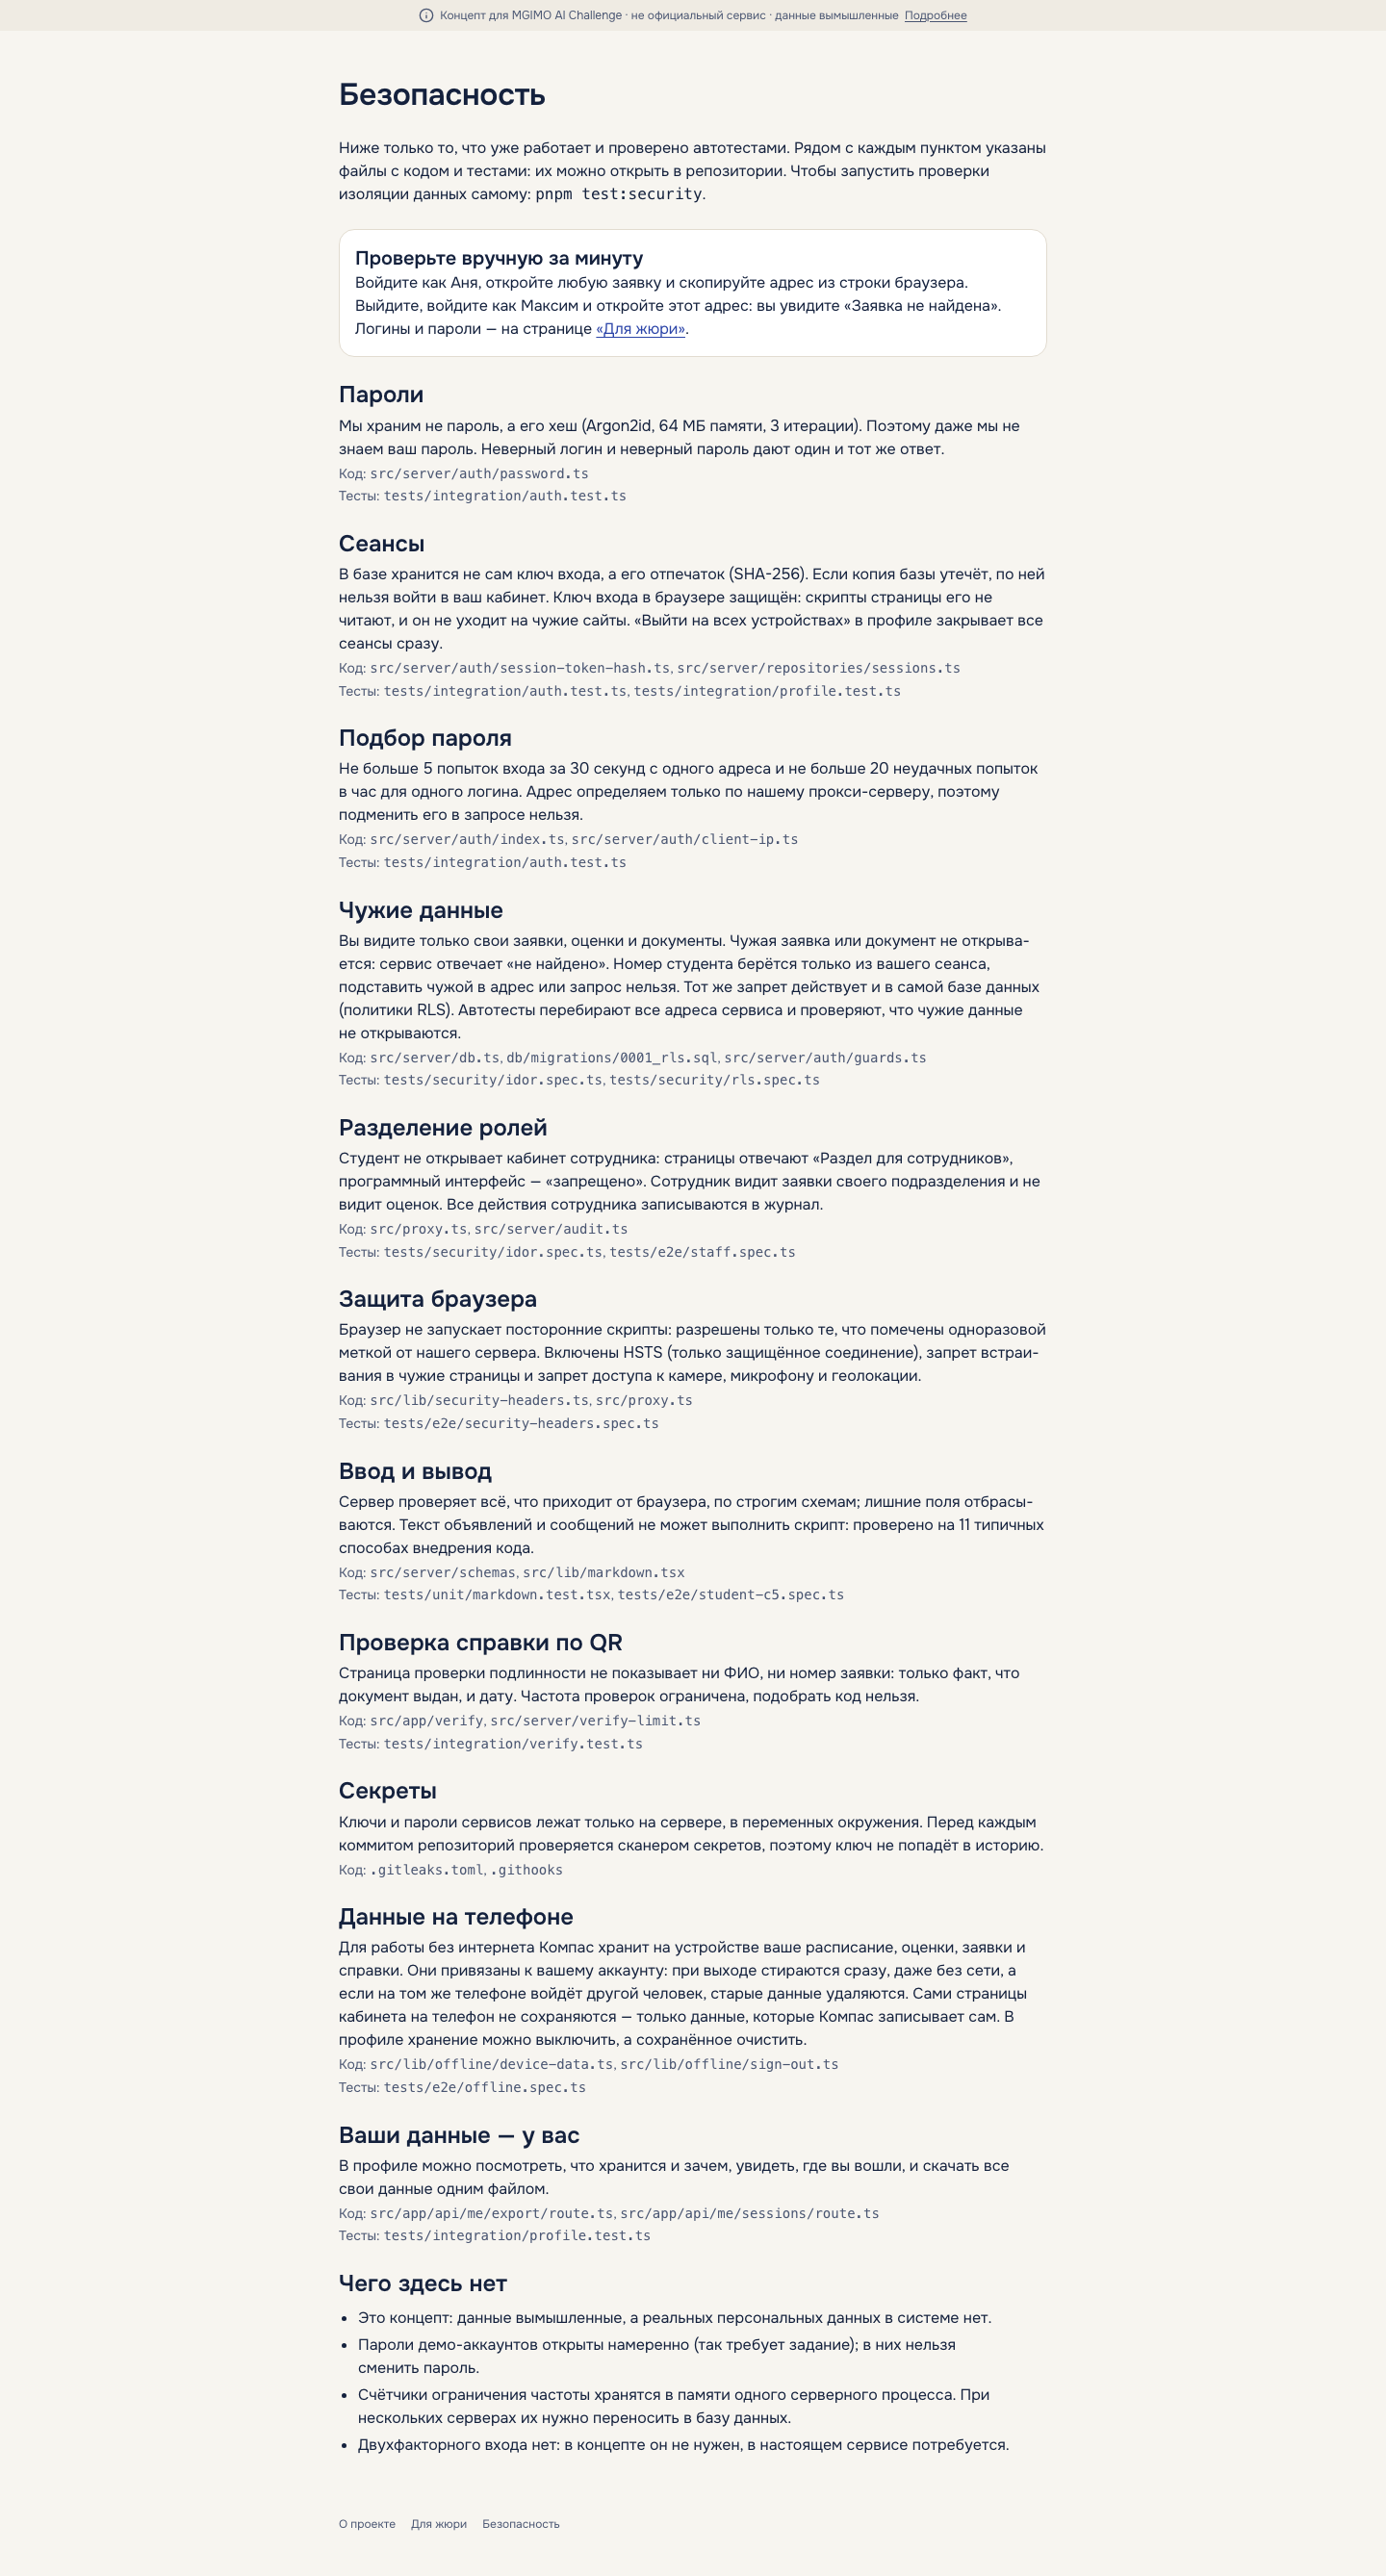 Концепт для MGIMO AI Challenge · не официальный сервис · данные вымышленные Подробнее
Безопасность
Ниже только то, что уже работает и проверено автотестами. Рядом с каждым пунктом указаны
файлы с кодом и тестами: их можно открыть в репозитории. Чтобы запустить проверки
изоляции данных самому: pnpm test:security.
Проверьте вручную за минуту
Войдите как Аня, откройте любую заявку и скопируйте адрес из строки браузера.
Выйдите, войдите как Максим и откройте этот адрес: вы увидите «Заявка не найдена».
Логины и пароли — на странице «Для жюри».
Пароли
Мы храним не пароль, а его хеш (Argon2id, 64 МБ памяти, 3 итерации). Поэтому даже мы не
знаем ваш пароль. Неверный логин и неверный пароль дают один и тот же ответ.
Код: src/server/auth/password.ts
Тесты: tests/integration/auth.test.ts
Сеансы
В базе хранится не сам ключ входа, а его отпечаток (SHA-256). Если копия базы утечёт, по ней
нельзя войти в ваш кабинет. Ключ входа в браузере защищён: скрипты страницы его не
читают, и он не уходит на чужие сайты. «Выйти на всех устройствах» в профиле закрывает все
сеансы сразу.
Код: src/server/auth/session-token-hash.ts, src/server/repositories/sessions.ts
Тесты: tests/integration/auth.test.ts, tests/integration/profile.test.ts
Подбор пароля
Не больше 5 попыток входа за 30 секунд с одного адреса и не больше 20 неудачных попыток
в час для одного логина. Адрес определяем только по нашему прокси-серверу, поэтому
подменить его в запросе нельзя.
Код: src/server/auth/index.ts, src/server/auth/client-ip.ts
Тесты: tests/integration/auth.test.ts
Чужие данные
Вы видите только свои заявки, оценки и документы. Чужая заявка или документ не открыва-
ется: сервис отвечает «не найдено». Номер студента берётся только из вашего сеанса,
подставить чужой в адрес или запрос нельзя. Тот же запрет действует и в самой базе данных
(политики RLS). Автотесты перебирают все адреса сервиса и проверяют, что чужие данные
не открываются.
Код: src/server/db.ts, db/migrations/0001_rls.sql, src/server/auth/guards.ts
Тесты: tests/security/idor.spec.ts, tests/security/rls.spec.ts
Разделение ролей
Студент не открывает кабинет сотрудника: страницы отвечают «Раздел для сотрудников»,
программный интерфейс — «запрещено». Сотрудник видит заявки своего подразделения и не
видит оценок. Все действия сотрудника записываются в журнал.
Код: src/proxy.ts, src/server/audit.ts
Тесты: tests/security/idor.spec.ts, tests/e2e/staff.spec.ts
Защита браузера
Браузер не запускает посторонние скрипты: разрешены только те, что помечены одноразовой
меткой от нашего сервера. Включены HSTS (только защищённое соединение), запрет встраи-
вания в чужие страницы и запрет доступа к камере, микрофону и геолокации.
Код: src/lib/security-headers.ts, src/proxy.ts
Тесты: tests/e2e/security-headers.spec.ts
Ввод и вывод
Сервер проверяет всё, что приходит от браузера, по строгим схемам; лишние поля отбрасы-
ваются. Текст объявлений и сообщений не может выполнить скрипт: проверено на 11 типичных
способах внедрения кода.
Код: src/server/schemas, src/lib/markdown.tsx
Тесты: tests/unit/markdown.test.tsx, tests/e2e/student-c5.spec.ts
Проверка справки по QR
Страница проверки подлинности не показывает ни ФИО, ни номер заявки: только факт, что
документ выдан, и дату. Частота проверок ограничена, подобрать код нельзя.
Код: src/app/verify, src/server/verify-limit.ts
Тесты: tests/integration/verify.test.ts
Секреты
Ключи и пароли сервисов лежат только на сервере, в переменных окружения. Перед каждым
коммитом репозиторий проверяется сканером секретов, поэтому ключ не попадёт в историю.
Код: .gitleaks.toml, .githooks
Данные на телефоне
Для работы без интернета Компас хранит на устройстве ваше расписание, оценки, заявки и
справки. Они привязаны к вашему аккаунту: при выходе стираются сразу, даже без сети, а
если на том же телефоне войдёт другой человек, старые данные удаляются. Сами страницы
кабинета на телефон не сохраняются — только данные, которые Компас записывает сам. В
профиле хранение можно выключить, а сохранённое очистить.
Код: src/lib/offline/device-data.ts, src/lib/offline/sign-out.ts
Тесты: tests/e2e/offline.spec.ts
Ваши данные — у вас
В профиле можно посмотреть, что хранится и зачем, увидеть, где вы вошли, и скачать все
свои данные одним файлом.
Код: src/app/api/me/export/route.ts, src/app/api/me/sessions/route.ts
Тесты: tests/integration/profile.test.ts
Чего здесь нет
• Это концепт: данные вымышленные, а реальных персональных данных в системе нет.
• Пароли демо-аккаунтов открыты намеренно (так требует задание); в них нельзя
сменить пароль.
• Счётчики ограничения частоты хранятся в памяти одного серверного процесса. При
нескольких серверах их нужно переносить в базу данных.
• Двухфакторного входа нет: в концепте он не нужен, в настоящем сервисе потребуется.
О проекте Для жюри Безопасность